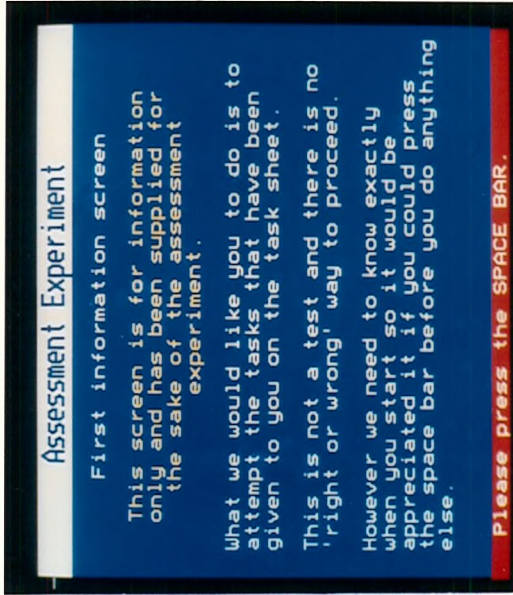 Assessment Experiment
First information screen
This screen is for information
only and has been supplied for
the sake of the assessment
experiment.
What we would like you to do is to
attempt the tasks that have been
given to you on the task sheet.
This is not a test and there is no
'right or wrong' way to proceed.
However we need to know exactly
when you start so it would be
appreciated it if you could press
the space bar before you do anything
else.
Please press the SPACE BAR.